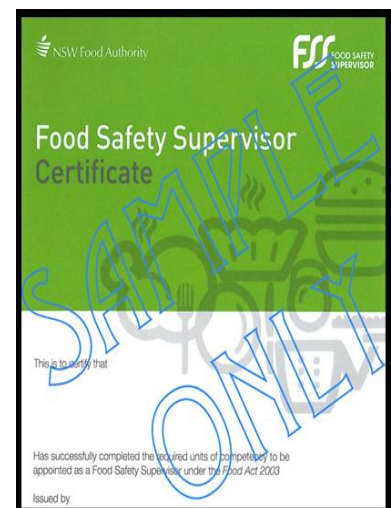 NSW Food Authority
FSS FOOD SAFETY
SUPERVISOR
Food Safety Supervisor
Certificate
SAMPLE
ONLY
This is to certify that
Has successfully completed the required units of competency to be
appointed as a Food Safety Supervisor under the Food Act 2003
Issued by